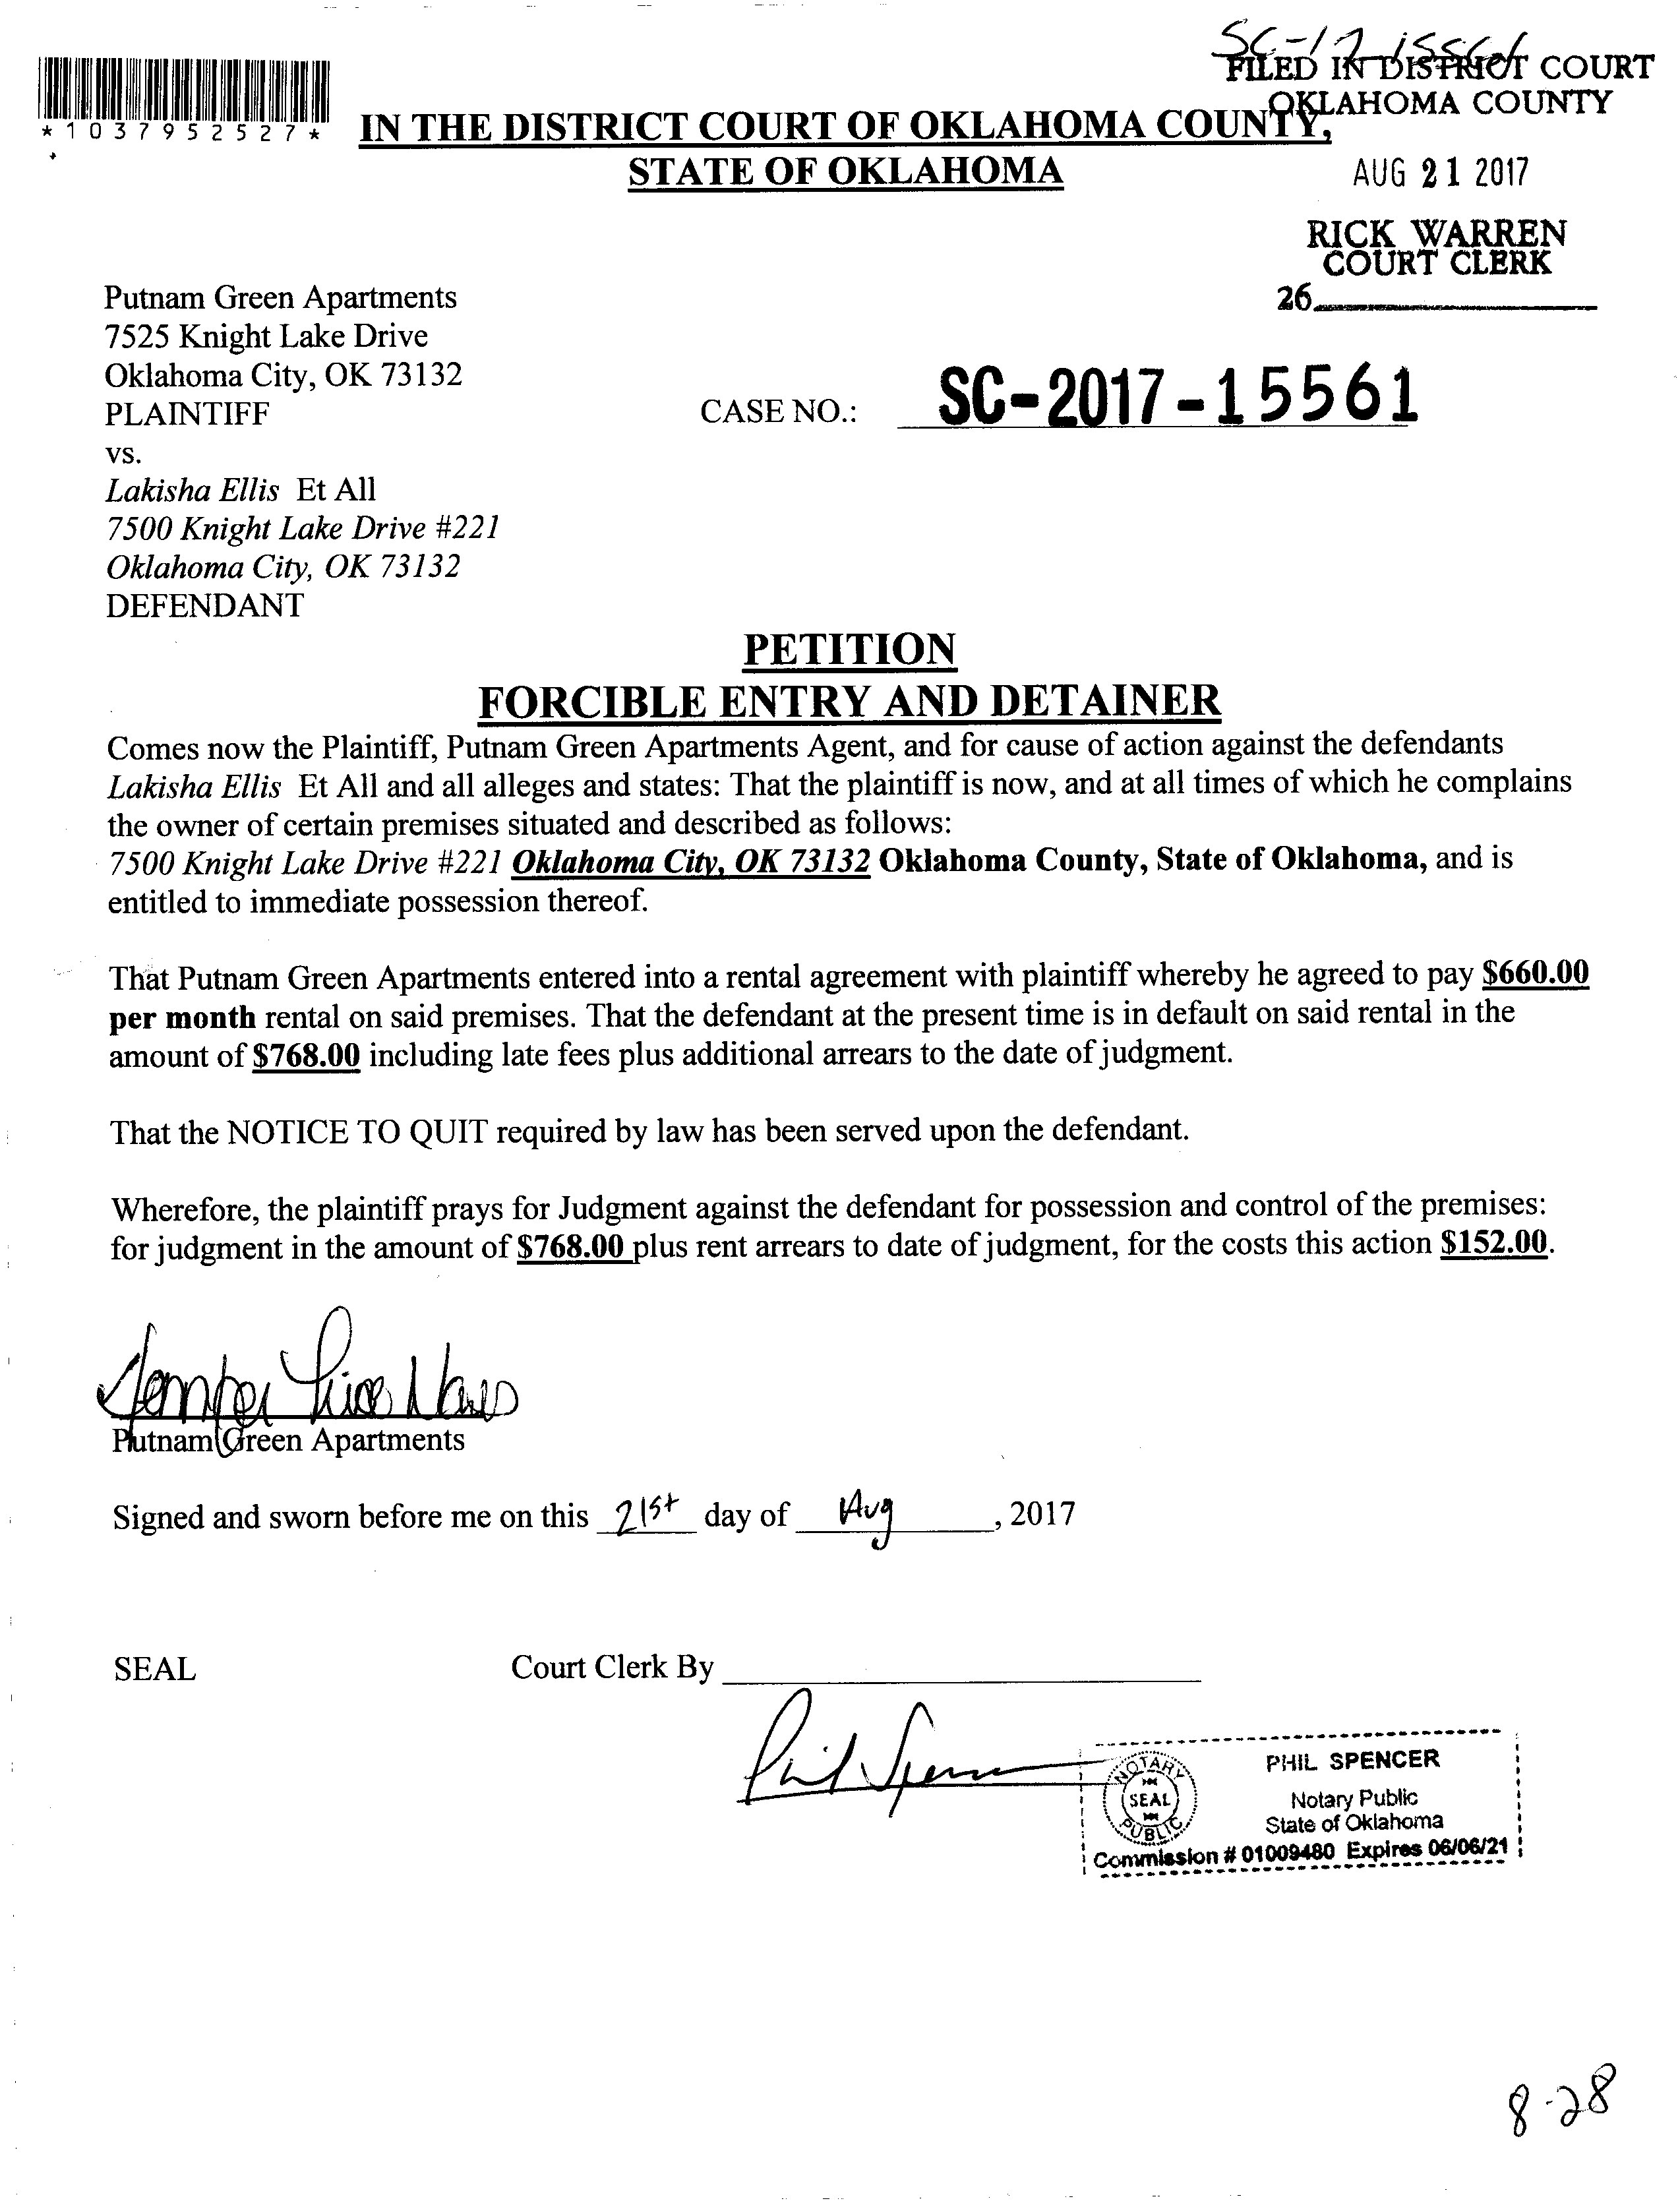 SC-17-15561
FILED IN DISTRICT COURT
OKLAHOMA COUNTY
*1037952527*
IN THE DISTRICT COURT OF OKLAHOMA COUNTY,
STATE OF OKLAHOMA
AUG 21 2017
RICK WARREN
COURT CLERK
26
Putnam Green Apartments
7525 Knight Lake Drive
Oklahoma City, OK 73132
PLAINTIFF
CASE NO.: SC-2017-15561
vs.
Lakisha Ellis Et All
7500 Knight Lake Drive #221
Oklahoma City, OK 73132
DEFENDANT
PETITION
FORCIBLE ENTRY AND DETAINER
Comes now the Plaintiff, Putnam Green Apartments Agent, and for cause of action against the defendants
Lakisha Ellis Et All and all alleges and states: That the plaintiff is now, and at all times of which he complains
the owner of certain premises situated and described as follows:
7500 Knight Lake Drive #221 Oklahoma City, OK 73132 Oklahoma County, State of Oklahoma, and is
entitled to immediate possession thereof.
That Putnam Green Apartments entered into a rental agreement with plaintiff whereby he agreed to pay $660.00
per month rental on said premises. That the defendant at the present time is in default on said rental in the
amount of $768.00 including late fees plus additional arrears to the date of judgment.
That the NOTICE TO QUIT required by law has been served upon the defendant.
Wherefore, the plaintiff prays for Judgment against the defendant for possession and control of the premises:
for judgment in the amount of $768.00 plus rent arrears to date of judgment, for the costs this action $152.00.
Putnam Green Apartments
Signed and sworn before me on this 21st day of Aug, 2017
SEAL Court Clerk By
Phil Spencer
NOTARY
SEAL
PUBLIC
PHIL SPENCER
Notary Public
State of Oklahoma
Commission # 01009480 Expires 06/06/21
8-28